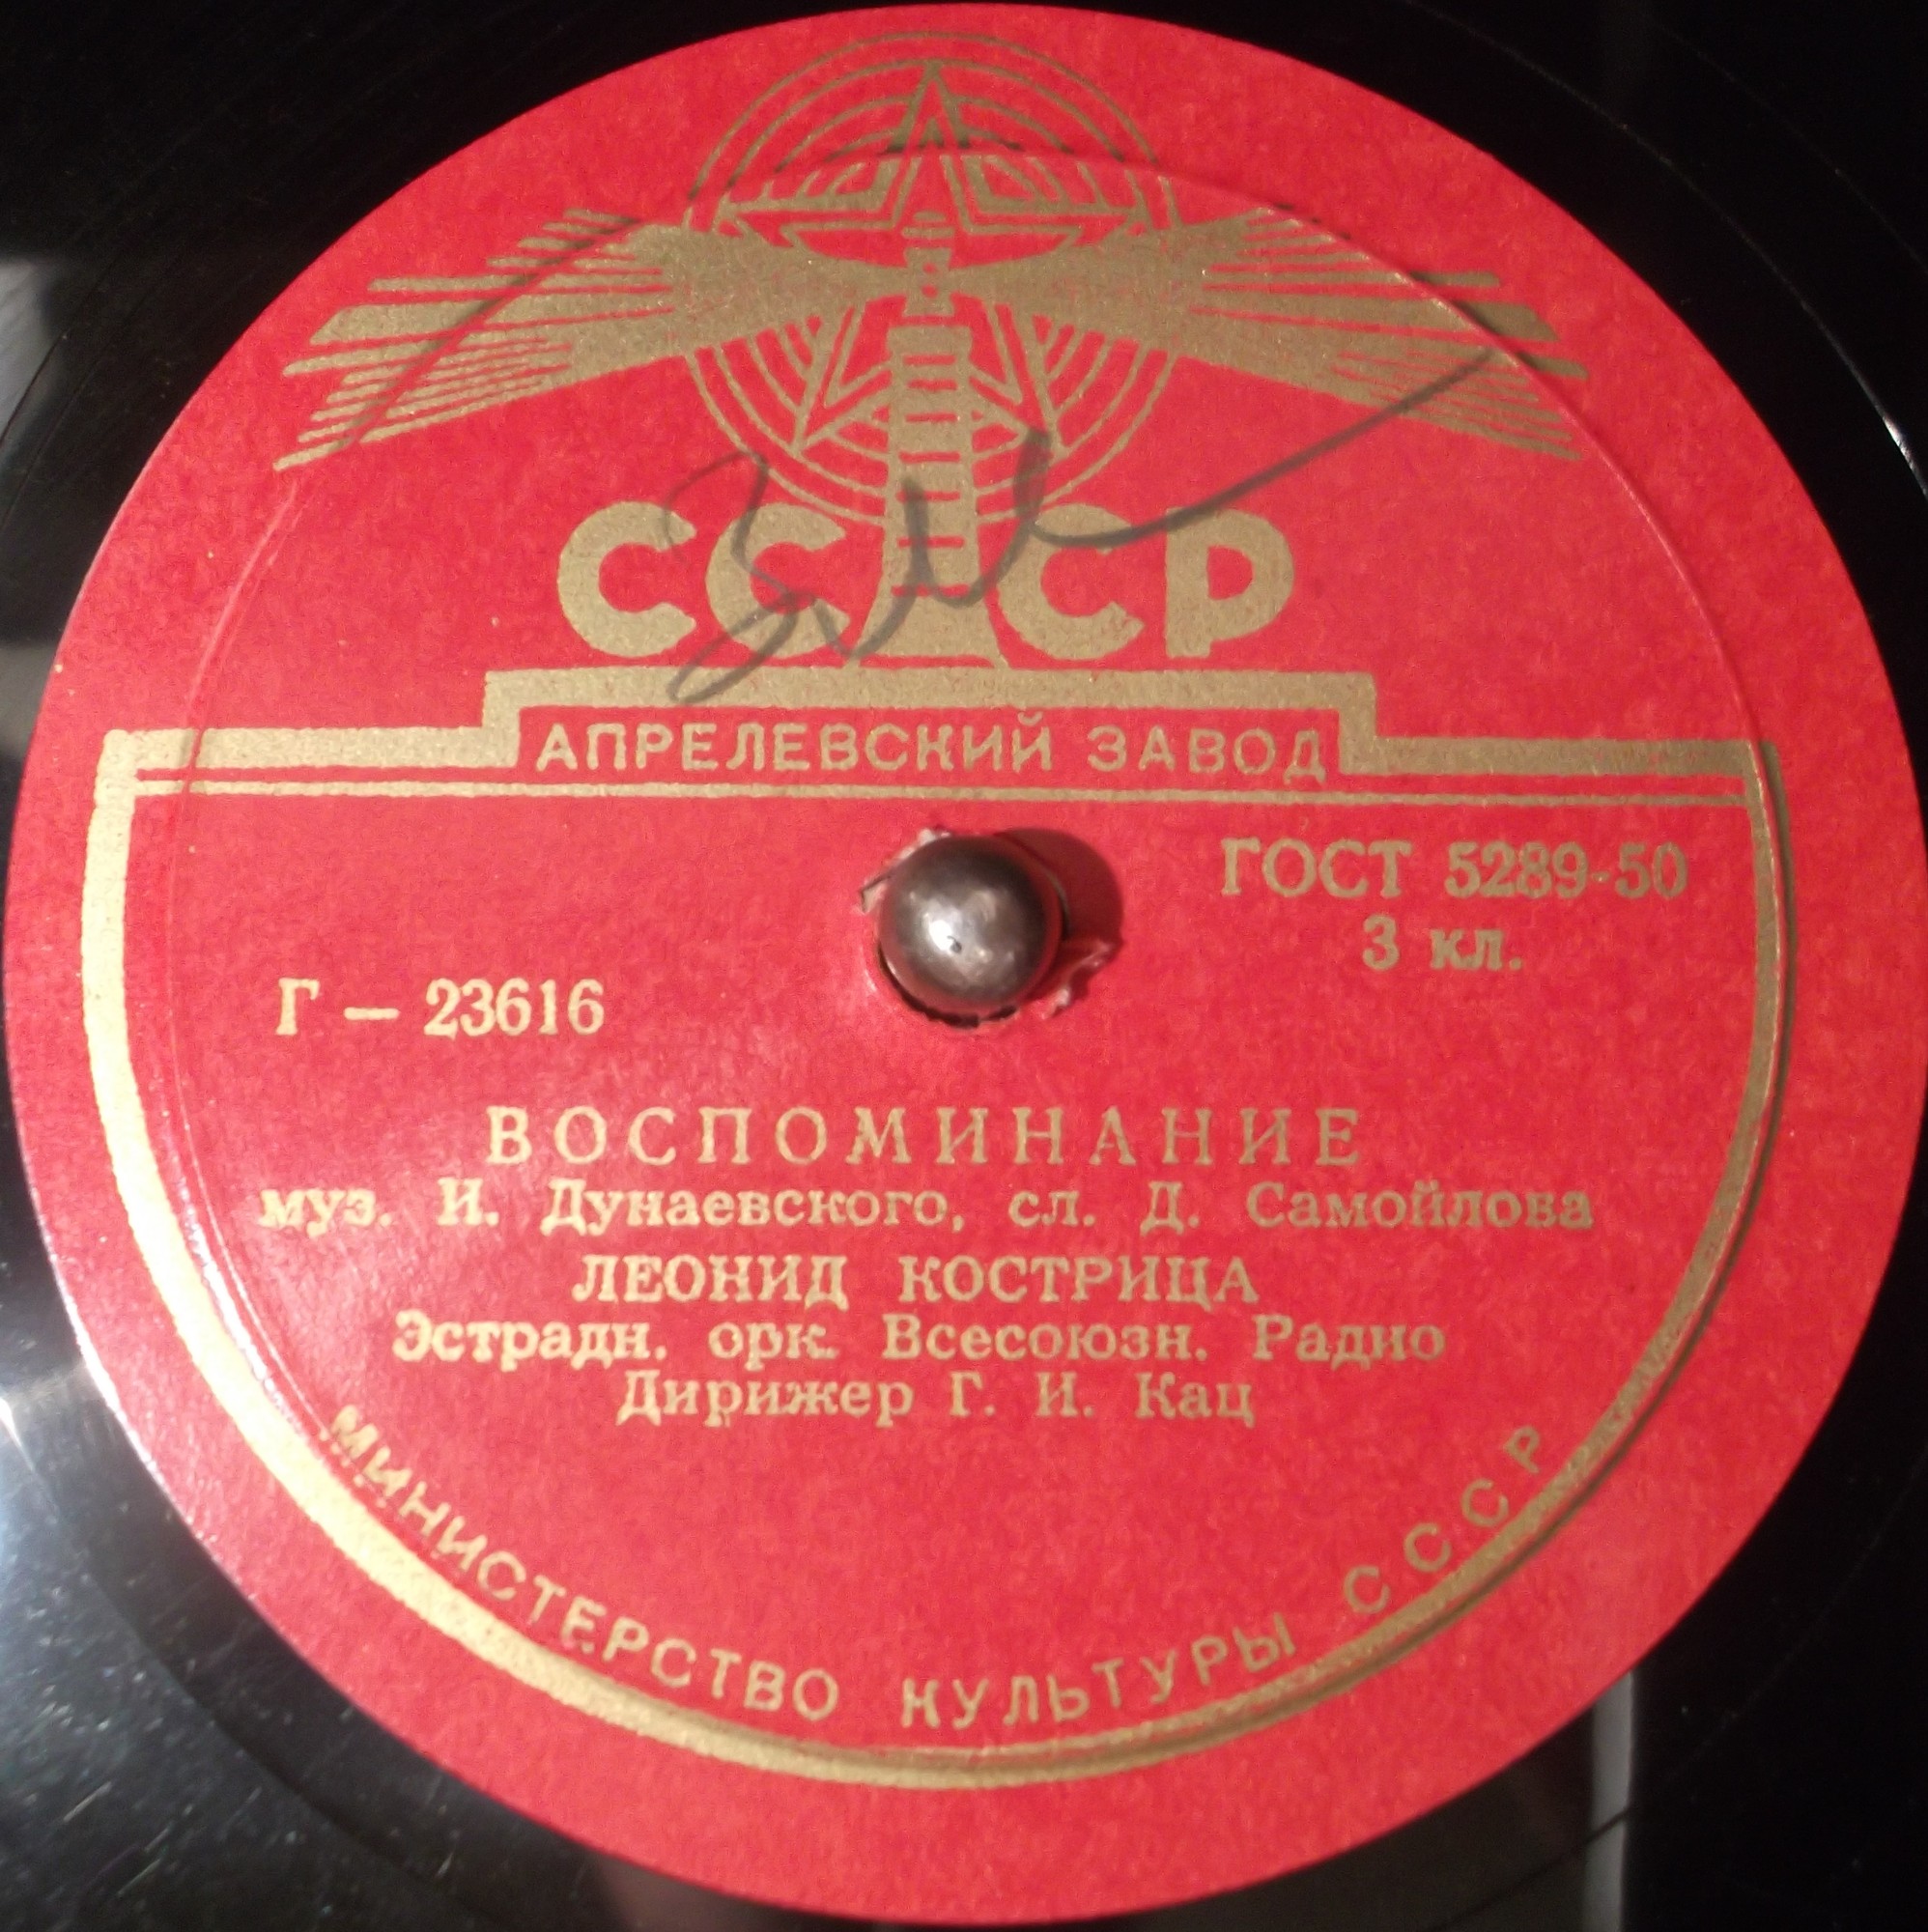 СССР
АПРЕЛЕВСКИЙ ЗАВОД
ГОСТ 5289-50
3 кл.
Г — 23616
ВОСПОМИНАНИЕ
муз. И. Дунаевского, сл. Д. Самойлова
ЛЕОНИД КОСТРИЦА
Эстрадн. орк. Всесоюзн. Радио
Дирижер Г. И. Кац
МИНИСТЕРСТВО КУЛЬТУРЫ СССР